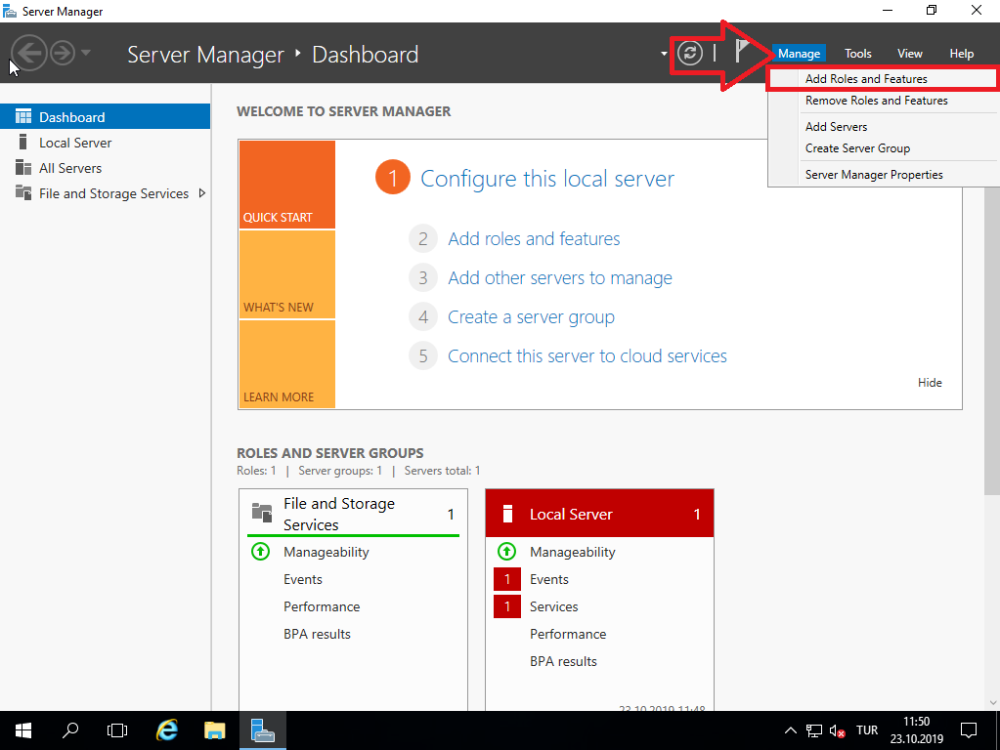 Server Manager
Server Manager ‣ Dashboard
Manage Tools View Help
Add Roles and Features
Remove Roles and Features
Add Servers
Create Server Group
Server Manager Properties
Dashboard
Local Server
All Servers
File and Storage Services
WELCOME TO SERVER MANAGER
QUICK START
WHAT'S NEW
LEARN MORE
1 Configure this local server
2 Add roles and features
3 Add other servers to manage
4 Create a server group
5 Connect this server to cloud services
Hide
ROLES AND SERVER GROUPS
Roles: 1 | Server groups: 1 | Servers total: 1
File and Storage
Services 1
Manageability
Events
Performance
BPA results
Local Server 1
Manageability
1 Events
1 Services
Performance
BPA results
23.10.2019 11:48
TUR
11:50
23.10.2019